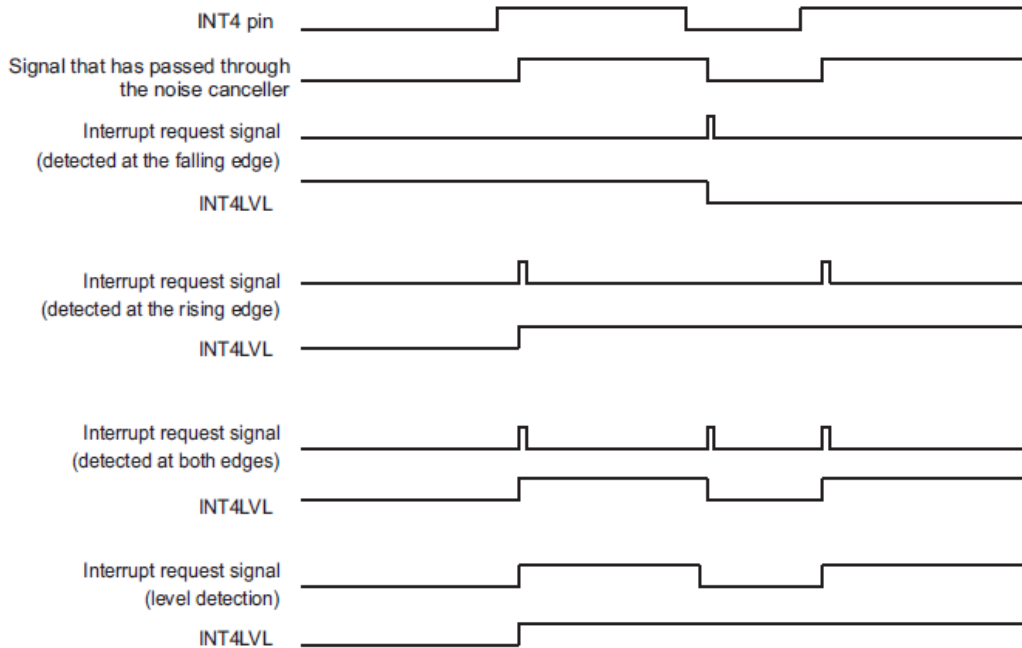 INT4 pin
Signal that has passed through
the noise canceller
Interrupt request signal
(detected at the falling edge)
INT4LVL
Interrupt request signal
(detected at the rising edge)
INT4LVL
Interrupt request signal
(detected at both edges)
INT4LVL
Interrupt request signal
(level detection)
INT4LVL